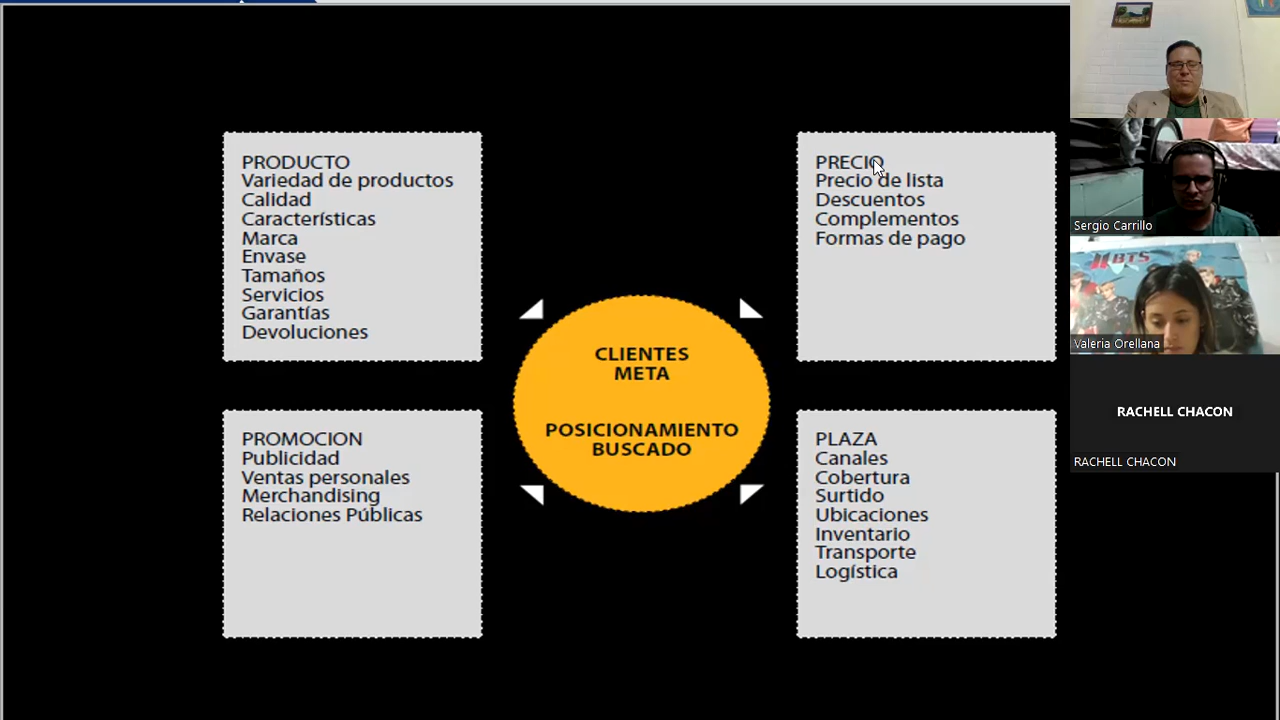 PRODUCTO
Variedad de productos
Calidad
Características
Marca
Envase
Tamaños
Servicios
Garantías
Devoluciones
PRECIO
Precio de lista
Descuentos
Complementos
Formas de pago
CLIENTES
META
POSICIONAMIENTO
BUSCADO
PROMOCION
Publicidad
Ventas personales
Merchandising
Relaciones Públicas
PLAZA
Canales
Cobertura
Surtido
Ubicaciones
Inventario
Transporte
Logística
Sergio Carrillo
BTS
Valeria Orellana
RACHELL CHACON
RACHELL CHACON